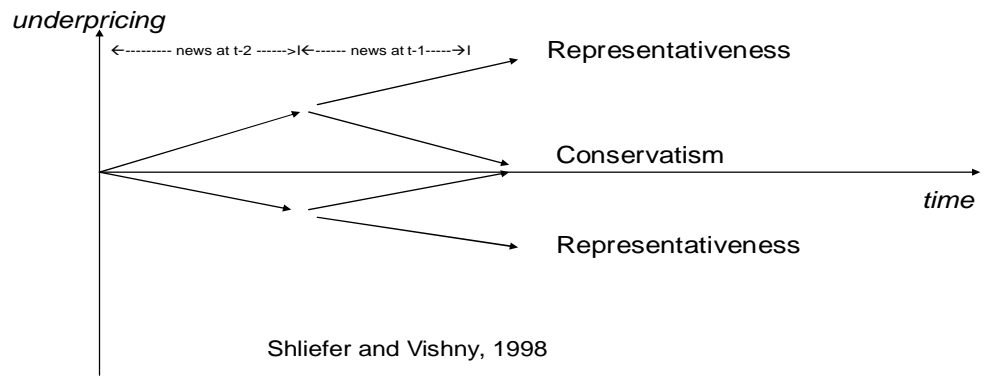 underpricing
<---------- news at t-2 ------>I<------ news at t-1----->I
Representativeness
Conservatism
time
Representativeness
Shliefer and Vishny, 1998